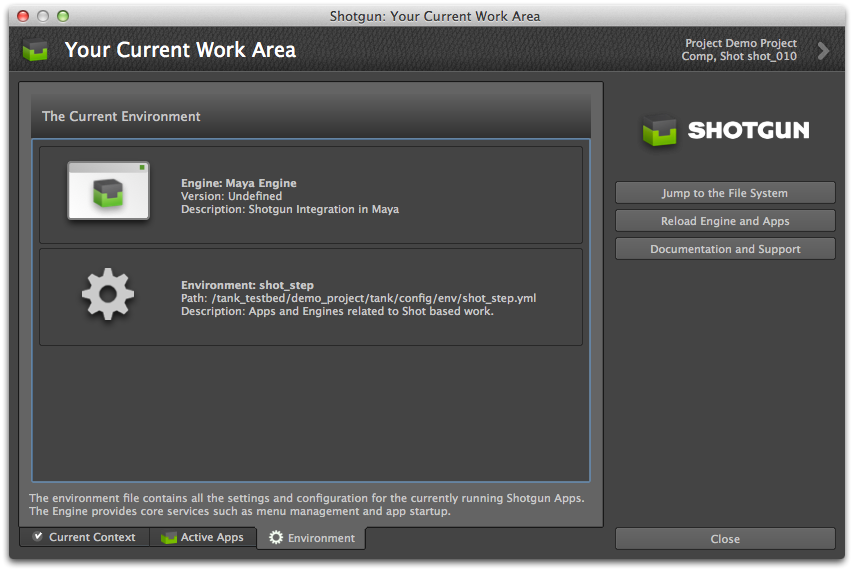 Shotgun: Your Current Work Area
Your Current Work Area
Project Demo Project
Comp, Shot shot_010
The Current Environment
Engine: Maya Engine
Version: Undefined
Description: Shotgun Integration in Maya
Environment: shot_step
Path: /tank_testbed/demo_project/tank/config/env/shot_step.yml
Description: Apps and Engines related to Shot based work.
The environment file contains all the settings and configuration for the currently running Shotgun Apps.
The Engine provides core services such as menu management and app startup.
Current Context
Active Apps
Environment
SHOTGUN
Jump to the File System
Reload Engine and Apps
Documentation and Support
Close